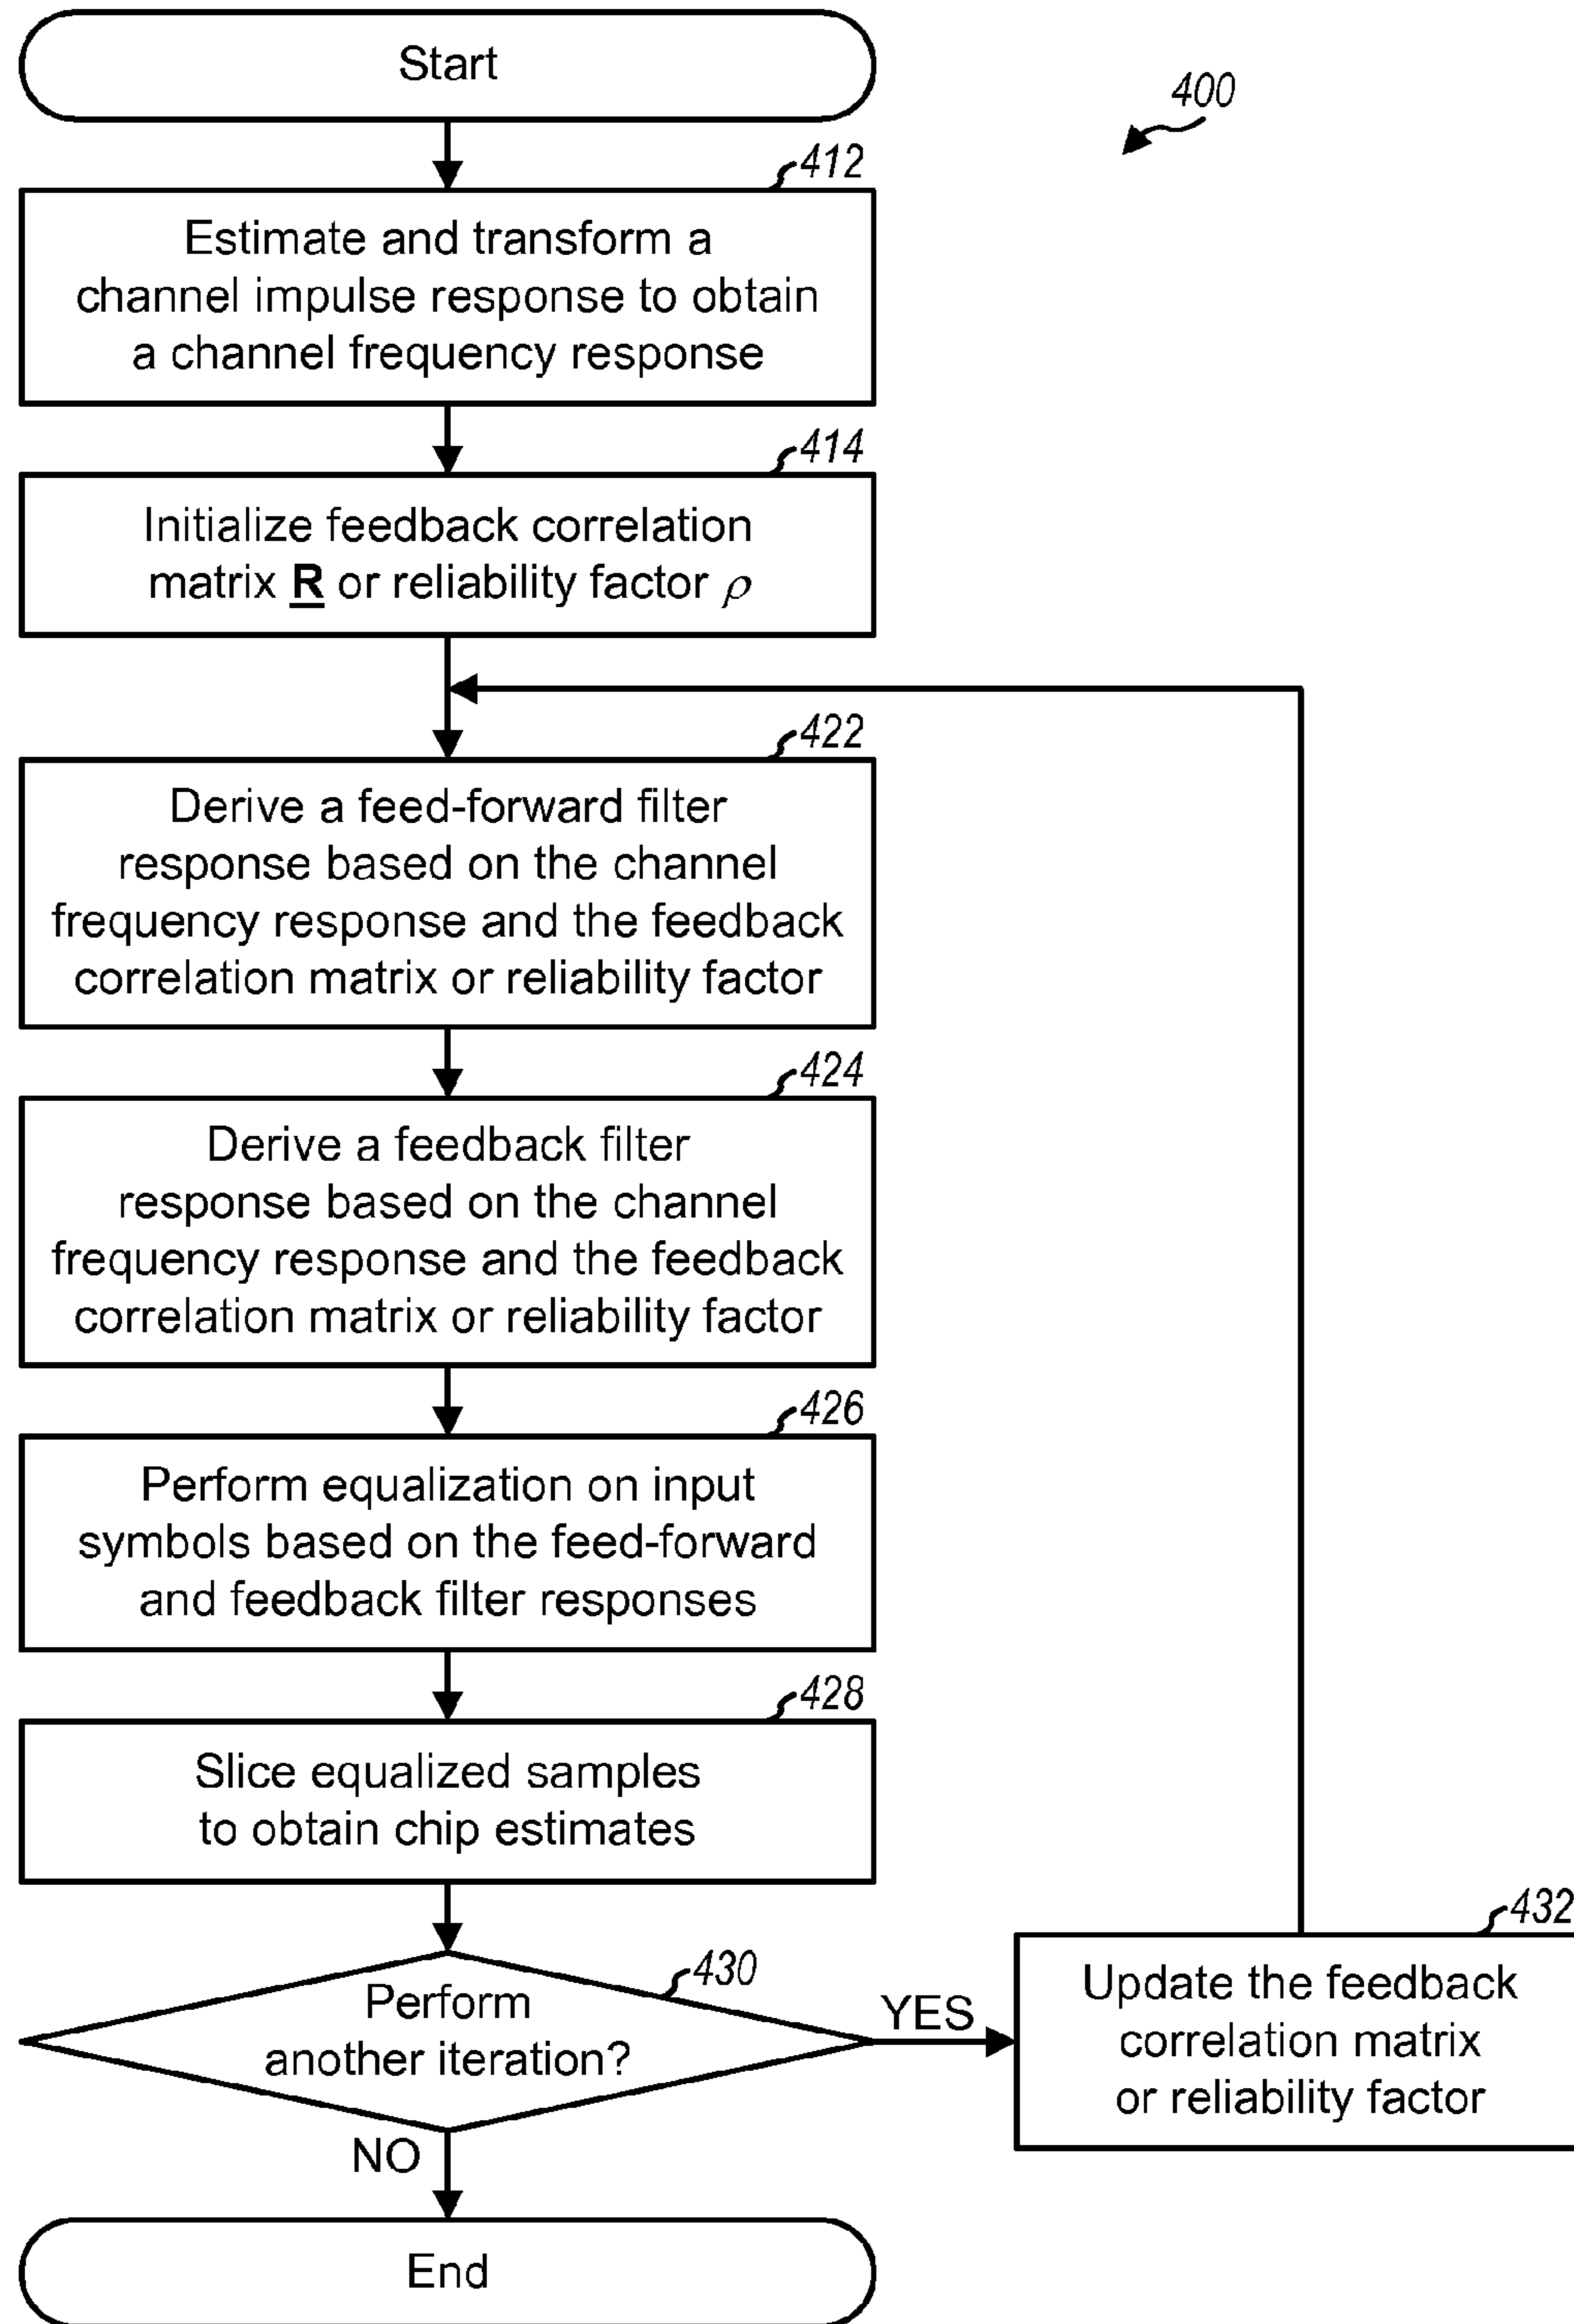 Start
400
412
Estimate and transform a
channel impulse response to obtain
a channel frequency response
414
Initialize feedback correlation
matrix R or reliability factor ρ
422
Derive a feed-forward filter
response based on the channel
frequency response and the feedback
correlation matrix or reliability factor
424
Derive a feedback filter
response based on the channel
frequency response and the feedback
correlation matrix or reliability factor
426
Perform equalization on input
symbols based on the feed-forward
and feedback filter responses
428
Slice equalized samples
to obtain chip estimates
430
Perform
another iteration?
YES
432
Update the feedback
correlation matrix
or reliability factor
NO
End